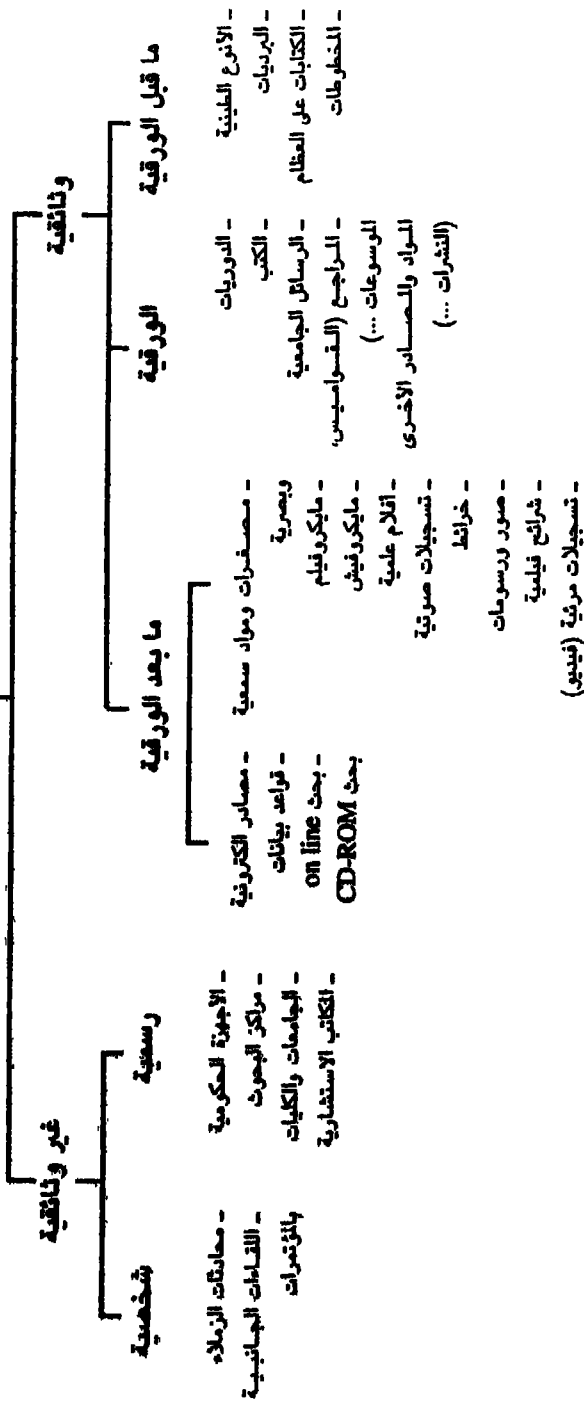 وثائقية
ما قبل الورقية
- الأنواع الطينية
- البرديات
- الكتابات على العظام
- المخطوطات
الورقية
- الدوريات
- الكتب
- الرسائل الجامعية
- المراجع (القواميس،
الموسوعات ...)
المواد والمصادر الأخرى
(النشرات ...)
ما بعد الورقية
- مصغرات ومواد سمعية
وبصرية
- مايكروفيلم
- مايكروفيش
- أفلام علمية
- تسجيلات صوتية
- خرائط
- صور ورسومات
- شرائح فيلمية
- تسجيلات مرئية (فيديو)
- مصادر الكترونية
- قواعد بيانات
- بحث on line
بحث CD-ROM
غير وثائقية
رسمية
- الأجهزة الحكومية
- مراكز البحوث
- الجامعات والكليات
- المكاتب الاستشارية
شخصية
- محادثات الزملاء
- اللقاءات الجانبية
بالمؤتمرات